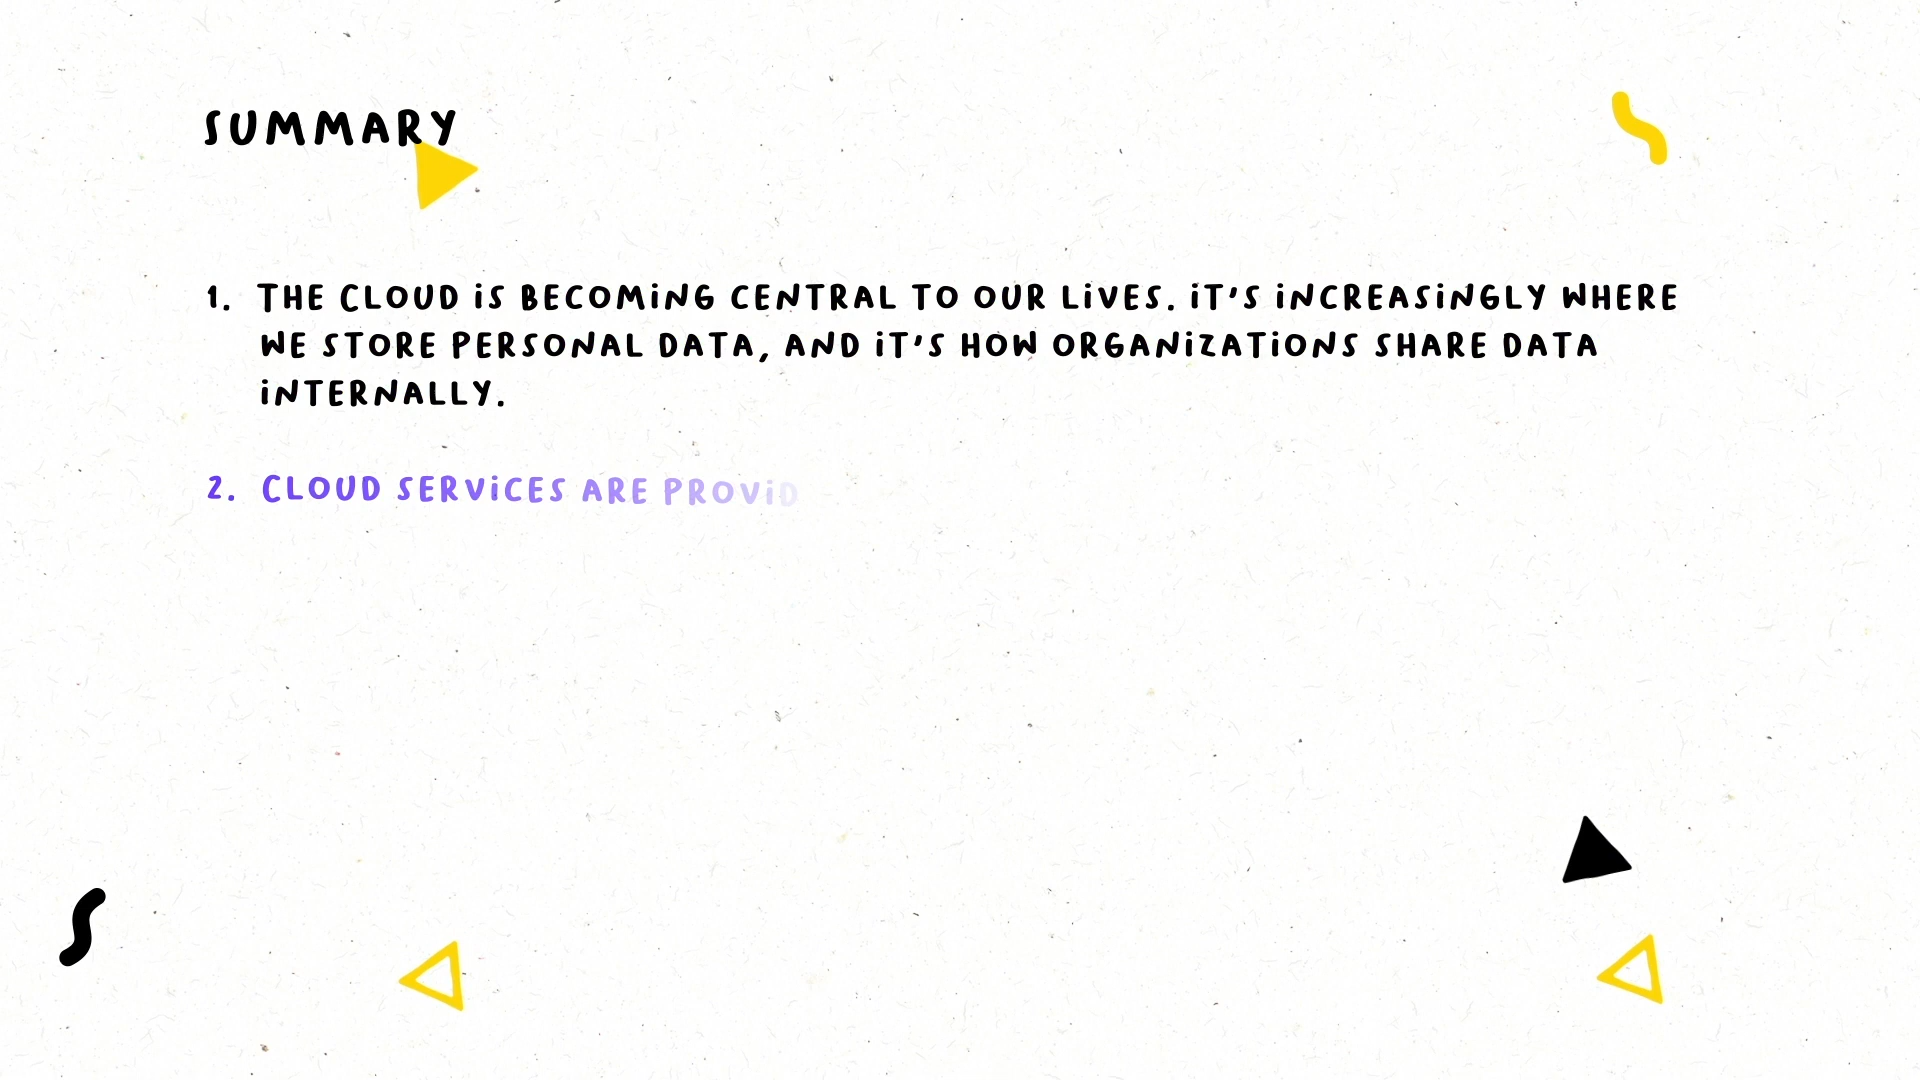 SUMMARY
1. THE CLOUD iS BECOMiNG CENTRAL TO OUR LiVES. iT'S iNCREASiNGLY WHERE
WE STORE PERSONAL DATA, AND iT'S HOW ORGANiZATiONS SHARE DATA
iNTERNALLY.
2. CLOUD SERViCES ARE PROViD